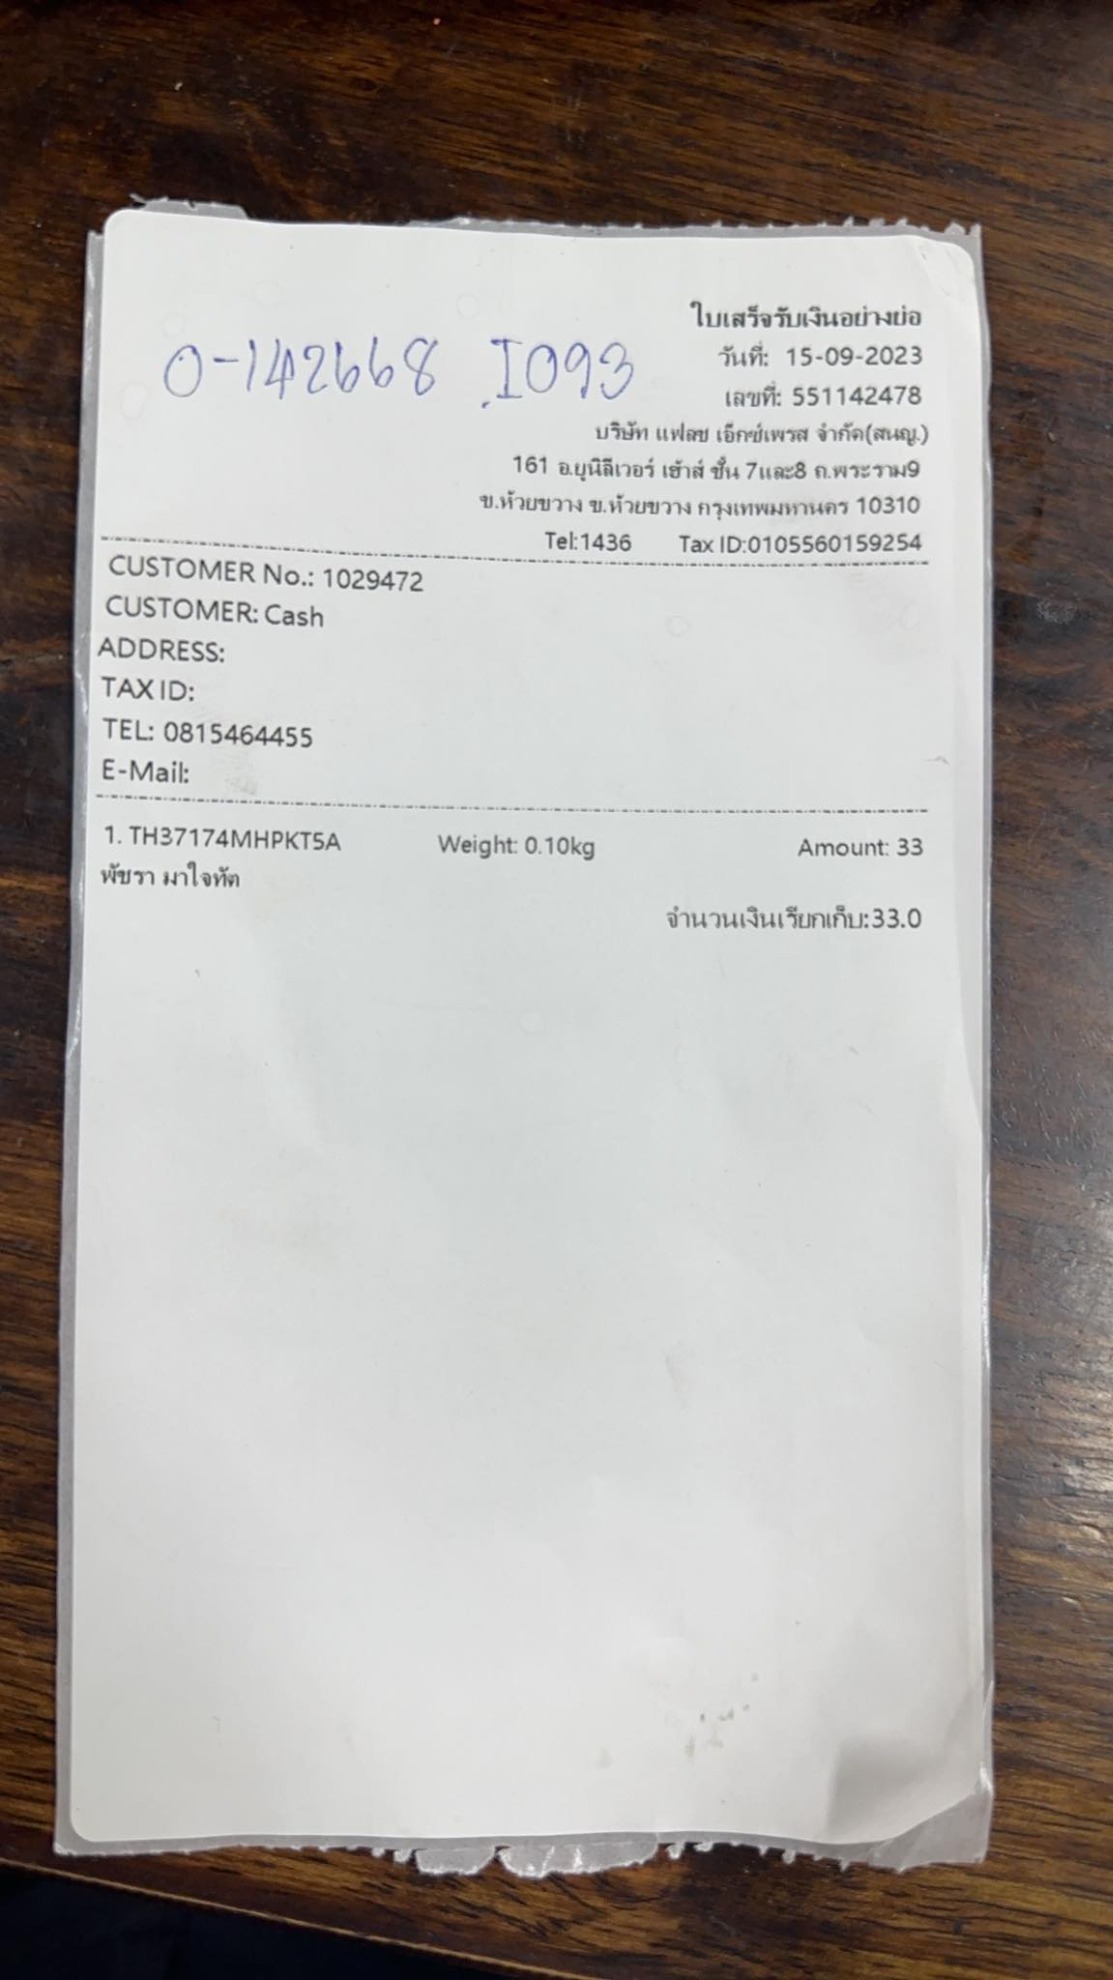 ใบเสร็จรับเงินอย่างย่อ
0-142668 I093
วันที่: 15-09-2023
เลขที่: 551142478
บริษัท แฟลช เอ็กซ์เพรส จำกัด(สนญ.)
161 อ.ยูนิลีเวอร์ เฮ้าส์ ชั้น 7และ8 ถ.พระราม9
ข.ห้วยขวาง ข.ห้วยขวาง กรุงเทพมหานคร 10310
Tel:1436 Tax ID:0105560159254
CUSTOMER No.: 1029472
CUSTOMER: Cash
ADDRESS:
TAX ID:
TEL: 0815464455
E-Mail:
1. TH37174MHPKT5A Weight: 0.10kg Amount: 33
พัชรา มาใจทัต
จำนวนเงินเรียกเก็บ:33.0